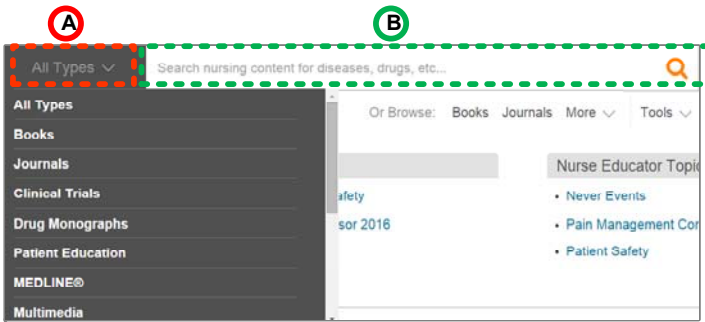 A B
All Types Search nursing content for diseases, drugs, etc...
All Types
Books
Journals
Clinical Trials
Drug Monographs
Patient Education
MEDLINE®
Multimedia
Or Browse: Books Journals More Tools
afety
sor 2016
Nurse Educator Topic
• Never Events
• Pain Management Cor
• Patient Safety